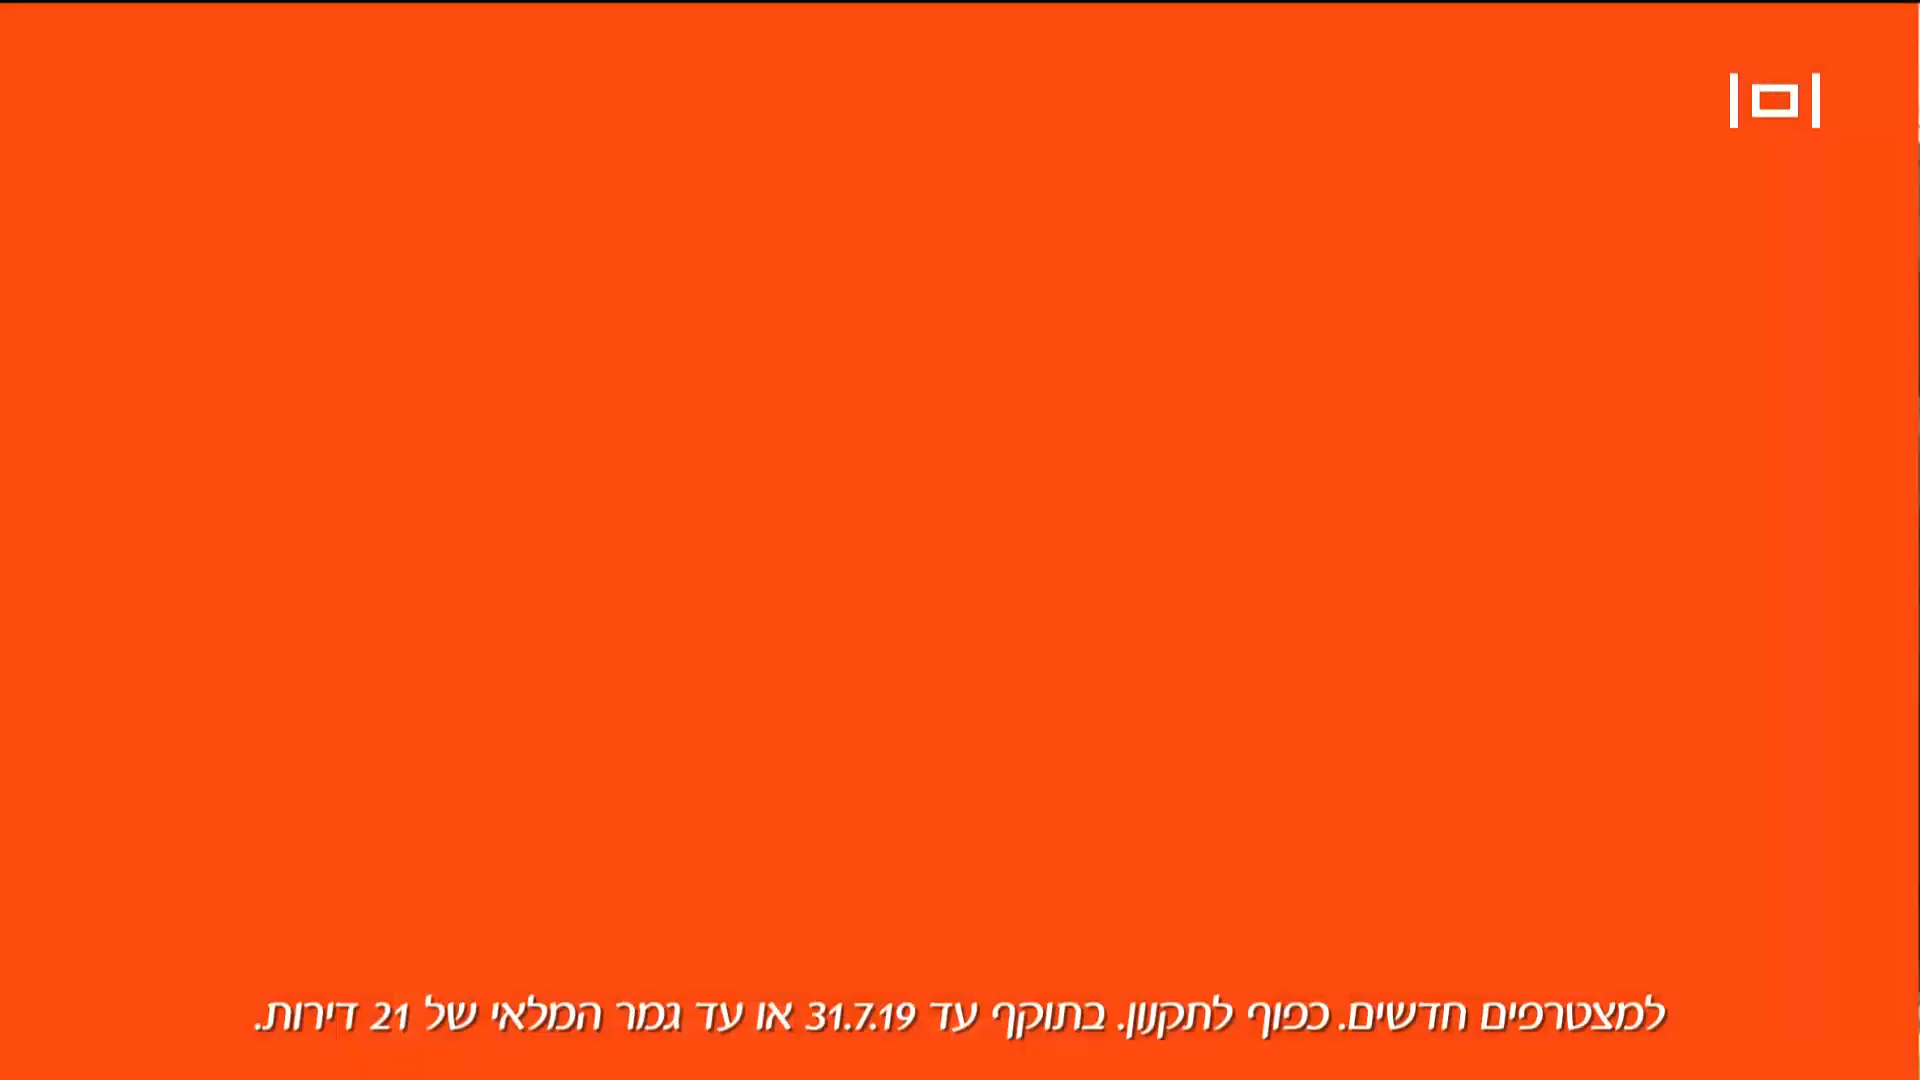 למצטרפים חדשים. כפוף לתקנון. בתוקף עד 31.7.19 או עד גמר המלאי של 21 דירות.